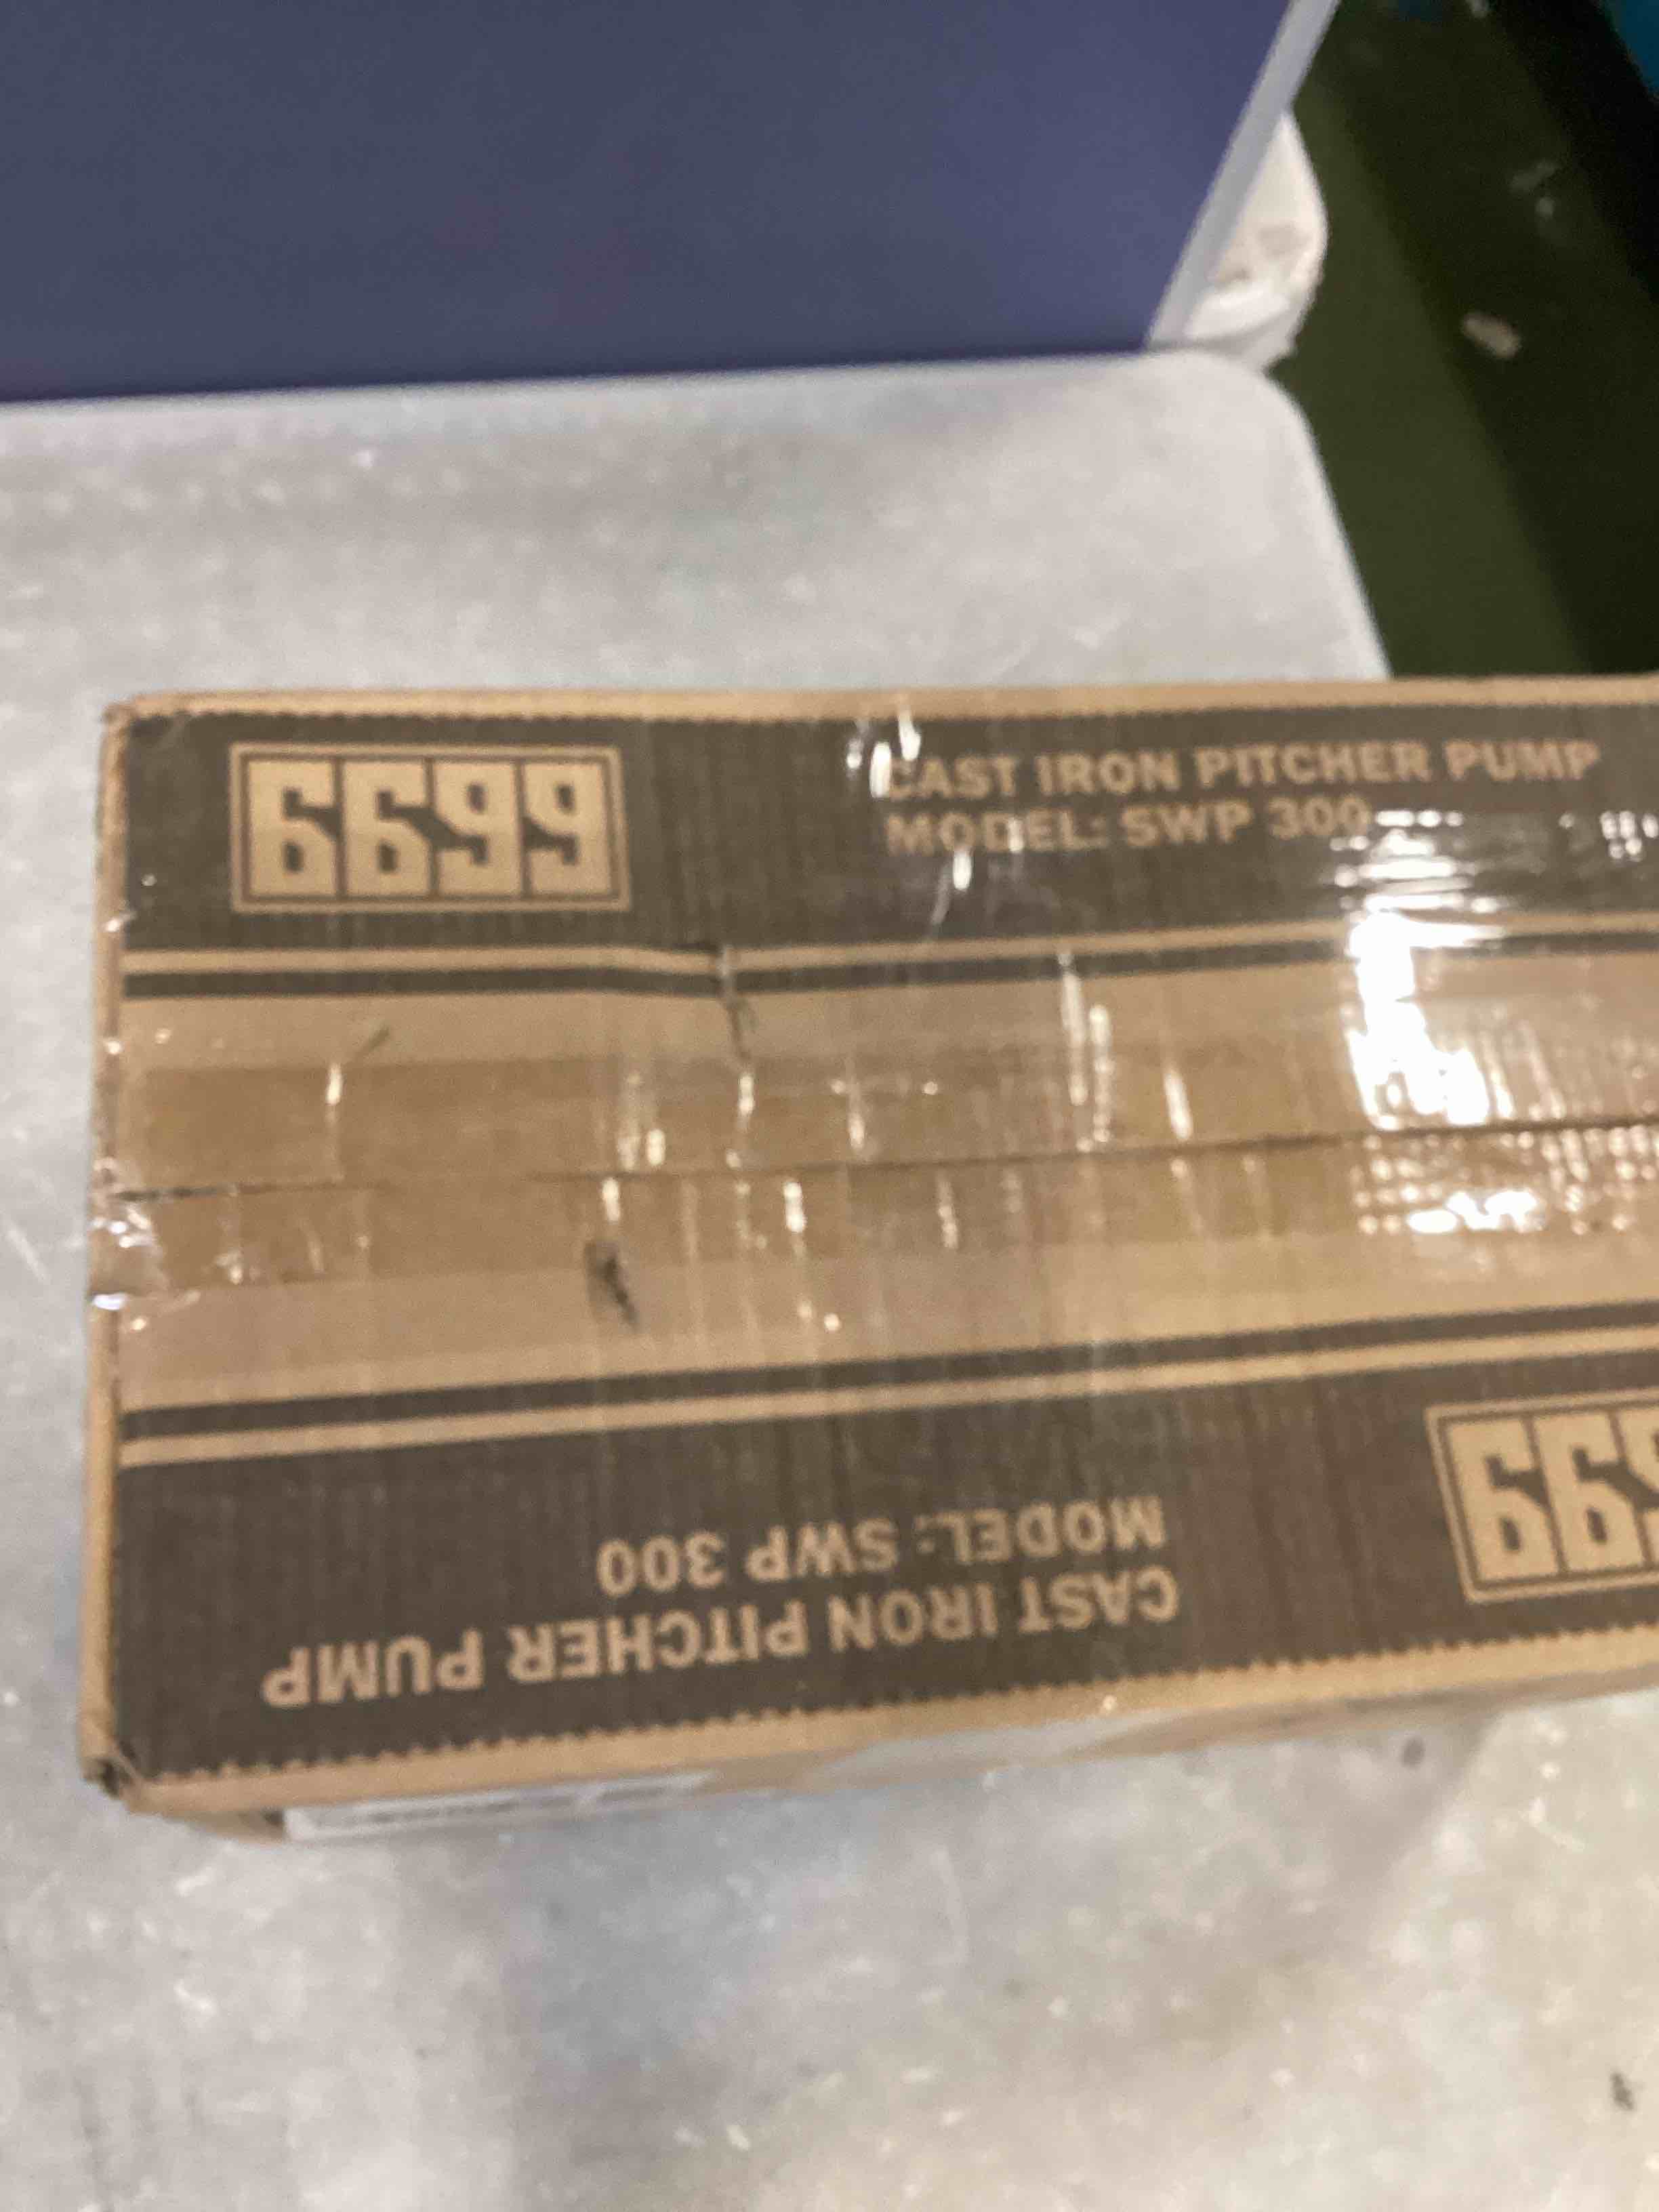 6699
CAST IRON PITCHER PUMP
MODEL: SWP 300
CAST IRON PITCHER PUMP
MODEL: SWP 300